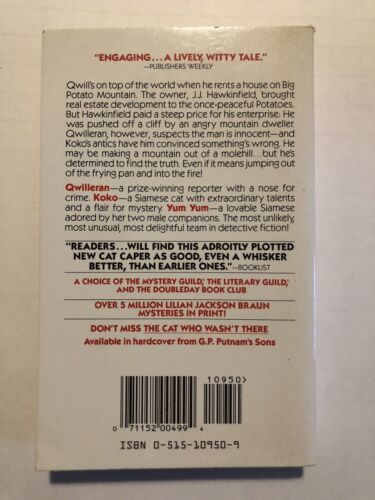 "ENGAGING...A LIVELY, WITTY TALE."
—PUBLISHERS WEEKLY
Qwill's on top of the world when he rents a house on Big
Potato Mountain. The owner, J.J. Hawkinfield, brought
real estate development to the once-peaceful Potatoes.
But Hawkinfield paid a steep price for his enterprise: He
was pushed off a cliff by an angry mountain dweller.
Qwilleran, however, suspects the man is innocent—and
Koko's antics have him convinced something's wrong. He
may be making a mountain out of a molehill...but he's
determined to find the truth. Even if it means jumping out
of the frying pan and into the fire!
Qwilleran—a prize-winning reporter with a nose for
crime. Koko—a Siamese cat with extraordinary talents
and a flair for mystery. Yum Yum—a lovable Siamese
adored by her two male companions. The most unlikely,
most unusual, most delightful team in detective fiction!
"READERS...WILL FIND THIS ADROITLY PLOTTED
NEW CAT CAPER AS GOOD, EVEN A WHISKER
BETTER, THAN EARLIER ONES."—BOOKLIST
A CHOICE OF THE MYSTERY GUILD, THE LITERARY GUILD,
AND THE DOUBLEDAY BOOK CLUB
OVER 5 MILLION LILIAN JACKSON BRAUN
MYSTERIES IN PRINT!
DON'T MISS THE CAT WHO WASN'T THERE
Available in hardcover from G.P. Putnam's Sons
10950>
0 71152 00499 4
ISBN 0-515-10950-9